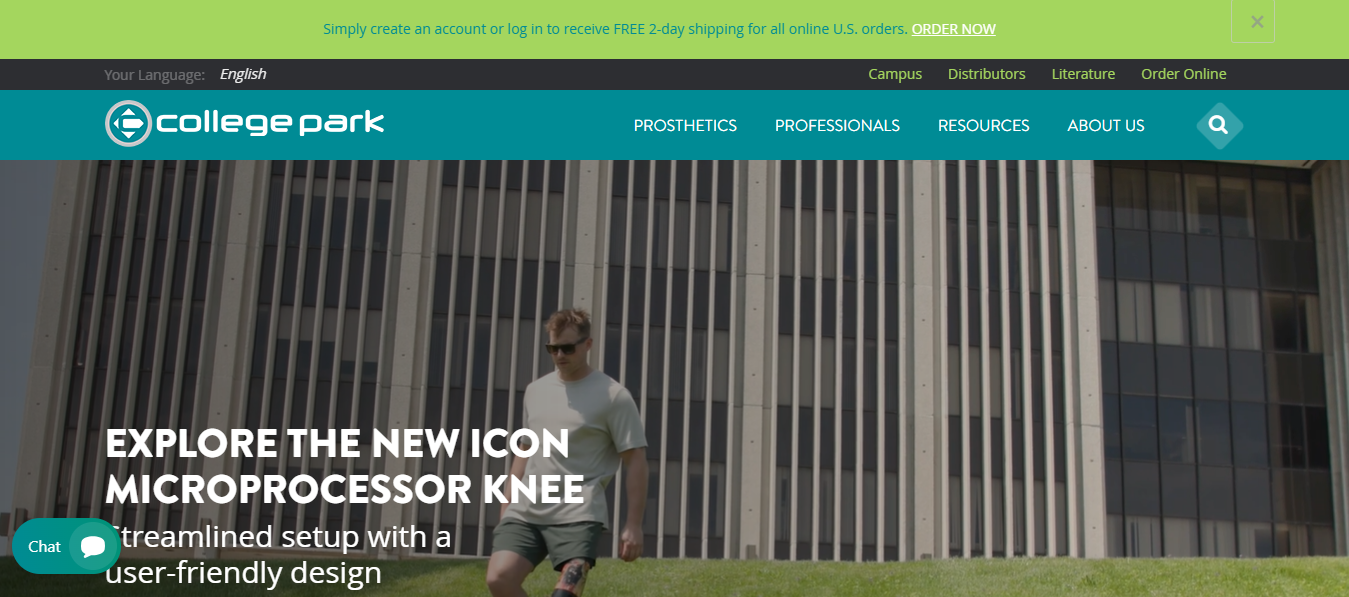 Simply create an account or log in to receive FREE 2-day shipping for all online U.S. orders. ORDER NOW
Your Language: English
Campus Distributors Literature Order Online
college park
PROSTHETICS PROFESSIONALS RESOURCES ABOUT US
EXPLORE THE NEW ICON
MICROPROCESSOR KNEE
Streamlined setup with a
user-friendly design
Chat